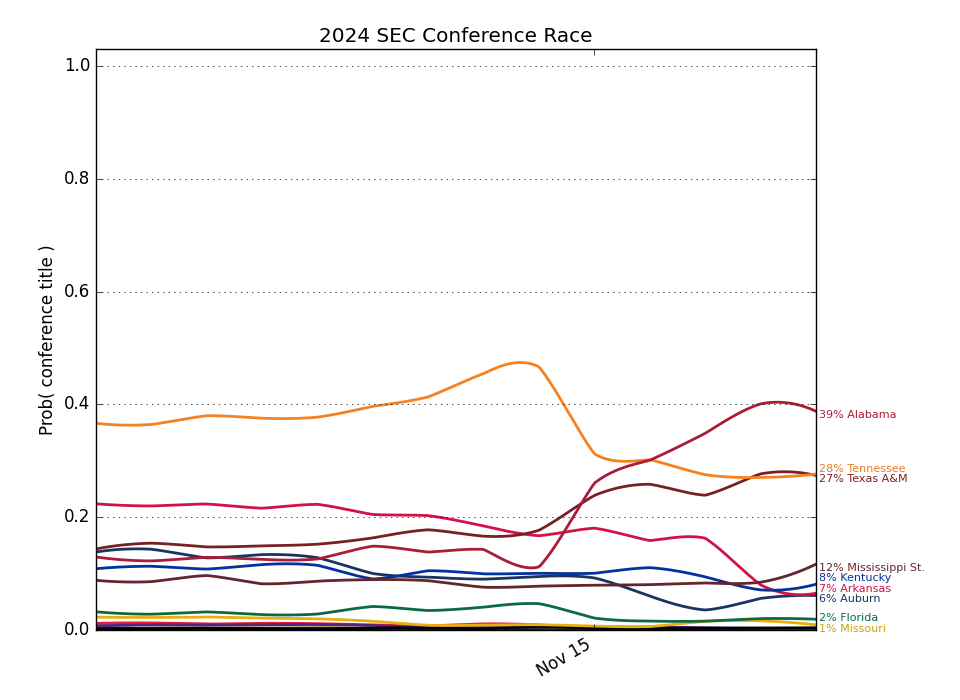 2024 SEC Conference Race
1.0
0.8
0.6
0.4
0.2
0.0
Prob( conference title )
Nov 15
39% Alabama
28% Tennessee
27% Texas A&M
12% Mississippi St.
8% Kentucky
7% Arkansas
6% Auburn
2% Florida
1% Missouri